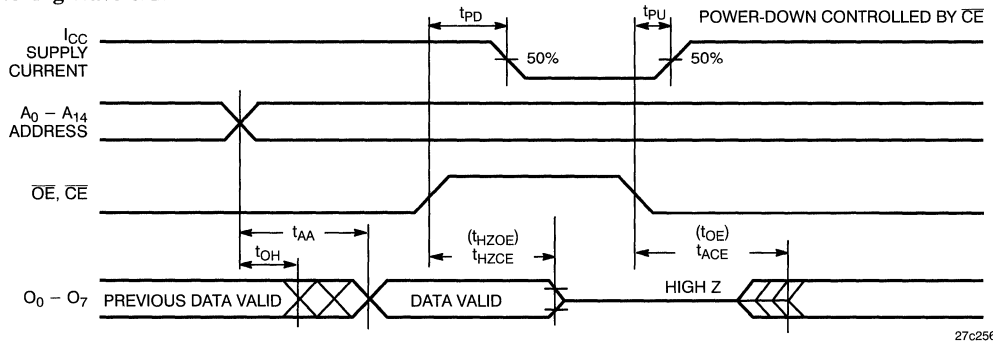 tPD
tPU
POWER-DOWN CONTROLLED BY CE
ICC
SUPPLY
CURRENT
50%
50%
A0 – A14
ADDRESS
OE, CE
tAA
(tHZOE)
tHZCE
(tOE)
tACE
tOH
O0 – O7
PREVIOUS DATA VALID
DATA VALID
HIGH Z
27c256